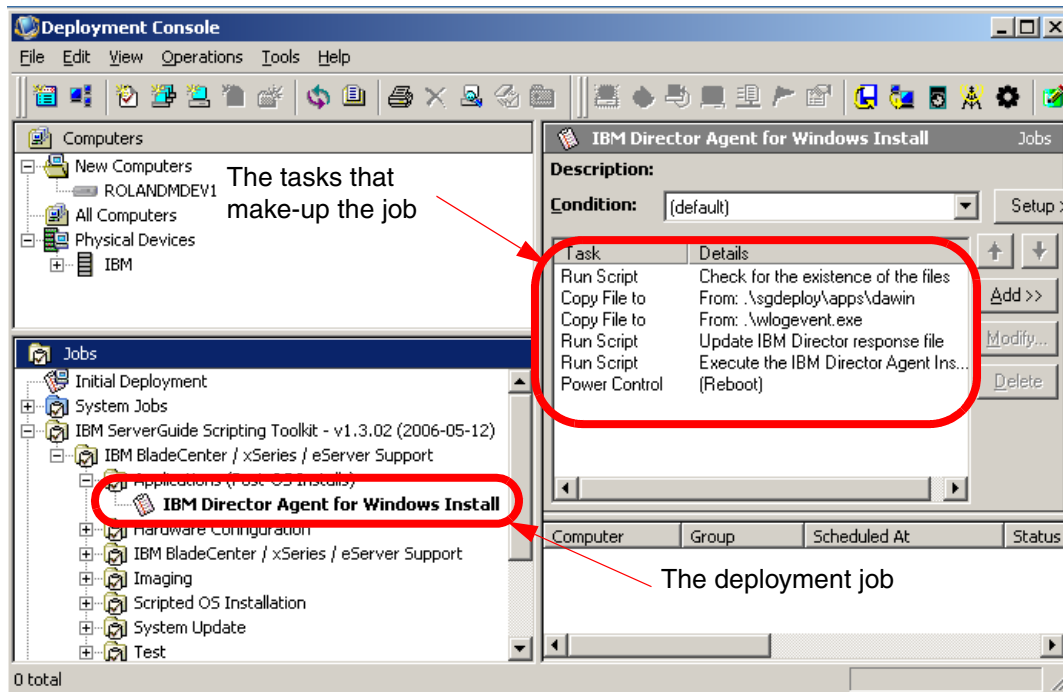 Deployment Console
File Edit View Operations Tools Help
Computers
New Computers
ROLANDMDEV1
All Computers
Physical Devices
IBM
The tasks that
make-up the job
Jobs
Initial Deployment
System Jobs
IBM ServerGuide Scripting Toolkit - v1.3.02 (2006-05-12)
IBM BladeCenter / xSeries / eServer Support
Applications (Post-OS Installs)
IBM Director Agent for Windows Install
Hardware Configuration
IBM BladeCenter / xSeries / eServer Support
Imaging
Scripted OS Installation
System Update
Test
IBM Director Agent for Windows Install Jobs
Description:
Condition: (default) Setup >
Task Details
Run Script Check for the existence of the files
Copy File to From: .\sgdeploy\apps\dawin
Copy File to From: .\wlogevent.exe
Run Script Update IBM Director response file
Run Script Execute the IBM Director Agent Ins...
Power Control (Reboot)
Add >>
Modify...
Delete
Computer Group Scheduled At Status
The deployment job
0 total